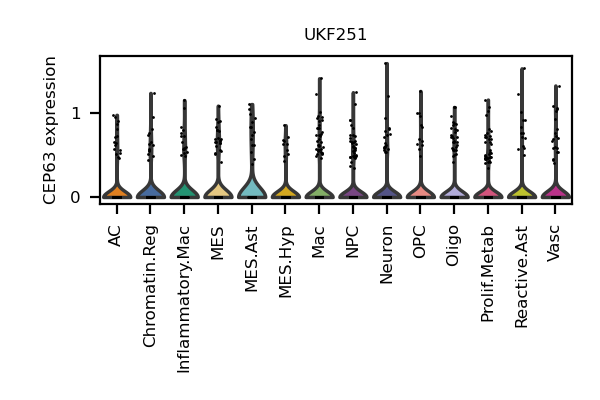 UKF251
CEP63 expression
1
0
AC
Chromatin.Reg
Inflammatory.Mac
MES
MES.Ast
MES.Hyp
Mac
NPC
Neuron
OPC
Oligo
Prolif.Metab
Reactive.Ast
Vasc